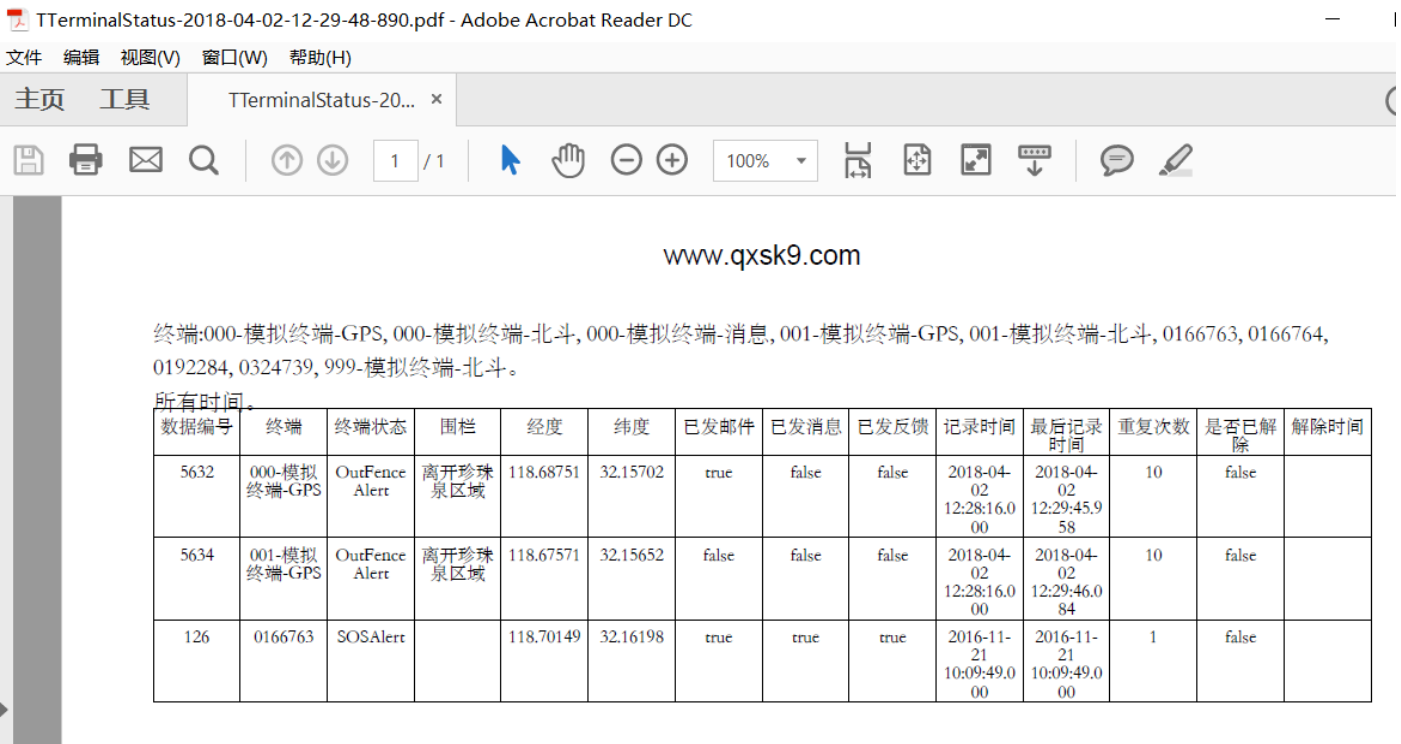 TTerminalStatus-2018-04-02-12-29-48-890.pdf - Adobe Acrobat Reader DC
文件 编辑 视图(V) 窗口(W) 帮助(H)
主页 工具 TTerminalStatus-20... ×
1 / 1 100%
www.qxsk9.com
终端:000-模拟终端-GPS, 000-模拟终端-北斗, 000-模拟终端-消息, 001-模拟终端-GPS, 001-模拟终端-北斗, 0166763, 0166764,
0192284, 0324739, 999-模拟终端-北斗。
所有时间。
数据编号 终端 终端状态 围栏 经度 纬度 已发邮件 已发消息 已发反馈 记录时间 最后记录 重复次数 是否已解 解除时间
时间 除
5632 000-模拟 OutFence 离开珍珠 118.68751 32.15702 true false false 2018-04- 2018-04- 10 false
终端-GPS Alert 泉区域 02 02
12:28:16.0 12:29:45.9
00 58
5634 001-模拟 OutFence 离开珍珠 118.67571 32.15652 false false false 2018-04- 2018-04- 10 false
终端-GPS Alert 泉区域 02 02
12:28:16.0 12:29:46.0
00 84
126 0166763 SOSAlert 118.70149 32.16198 true true true 2016-11- 2016-11- 1 false
21 21
10:09:49.0 10:09:49.0
00 00